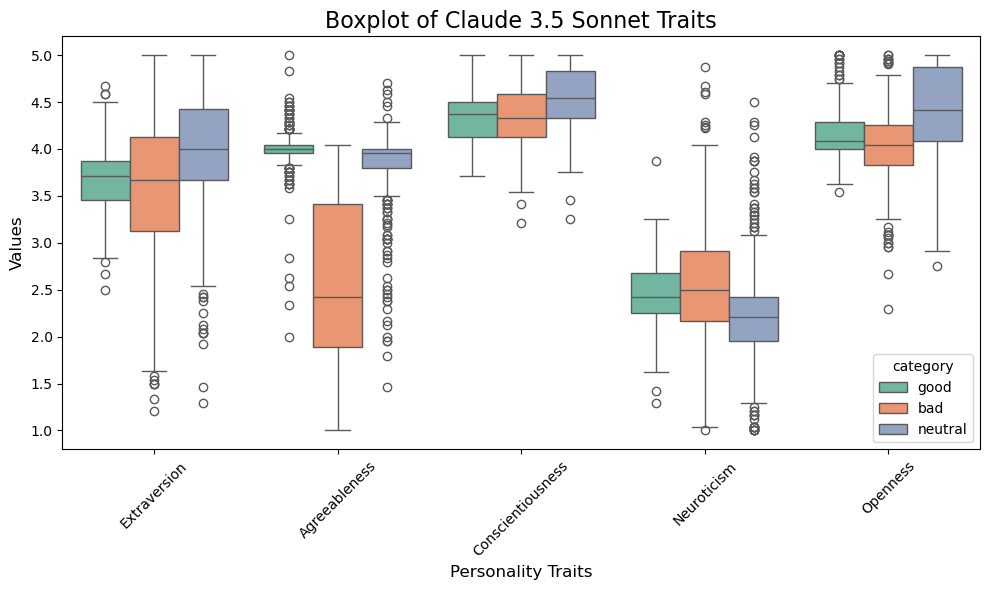 Boxplot of Claude 3.5 Sonnet Traits
Values
5.0
4.5
4.0
3.5
3.0
2.5
2.0
1.5
1.0
category
good
bad
neutral
Extraversion
Agreeableness
Conscientiousness
Neuroticism
Openness
Personality Traits